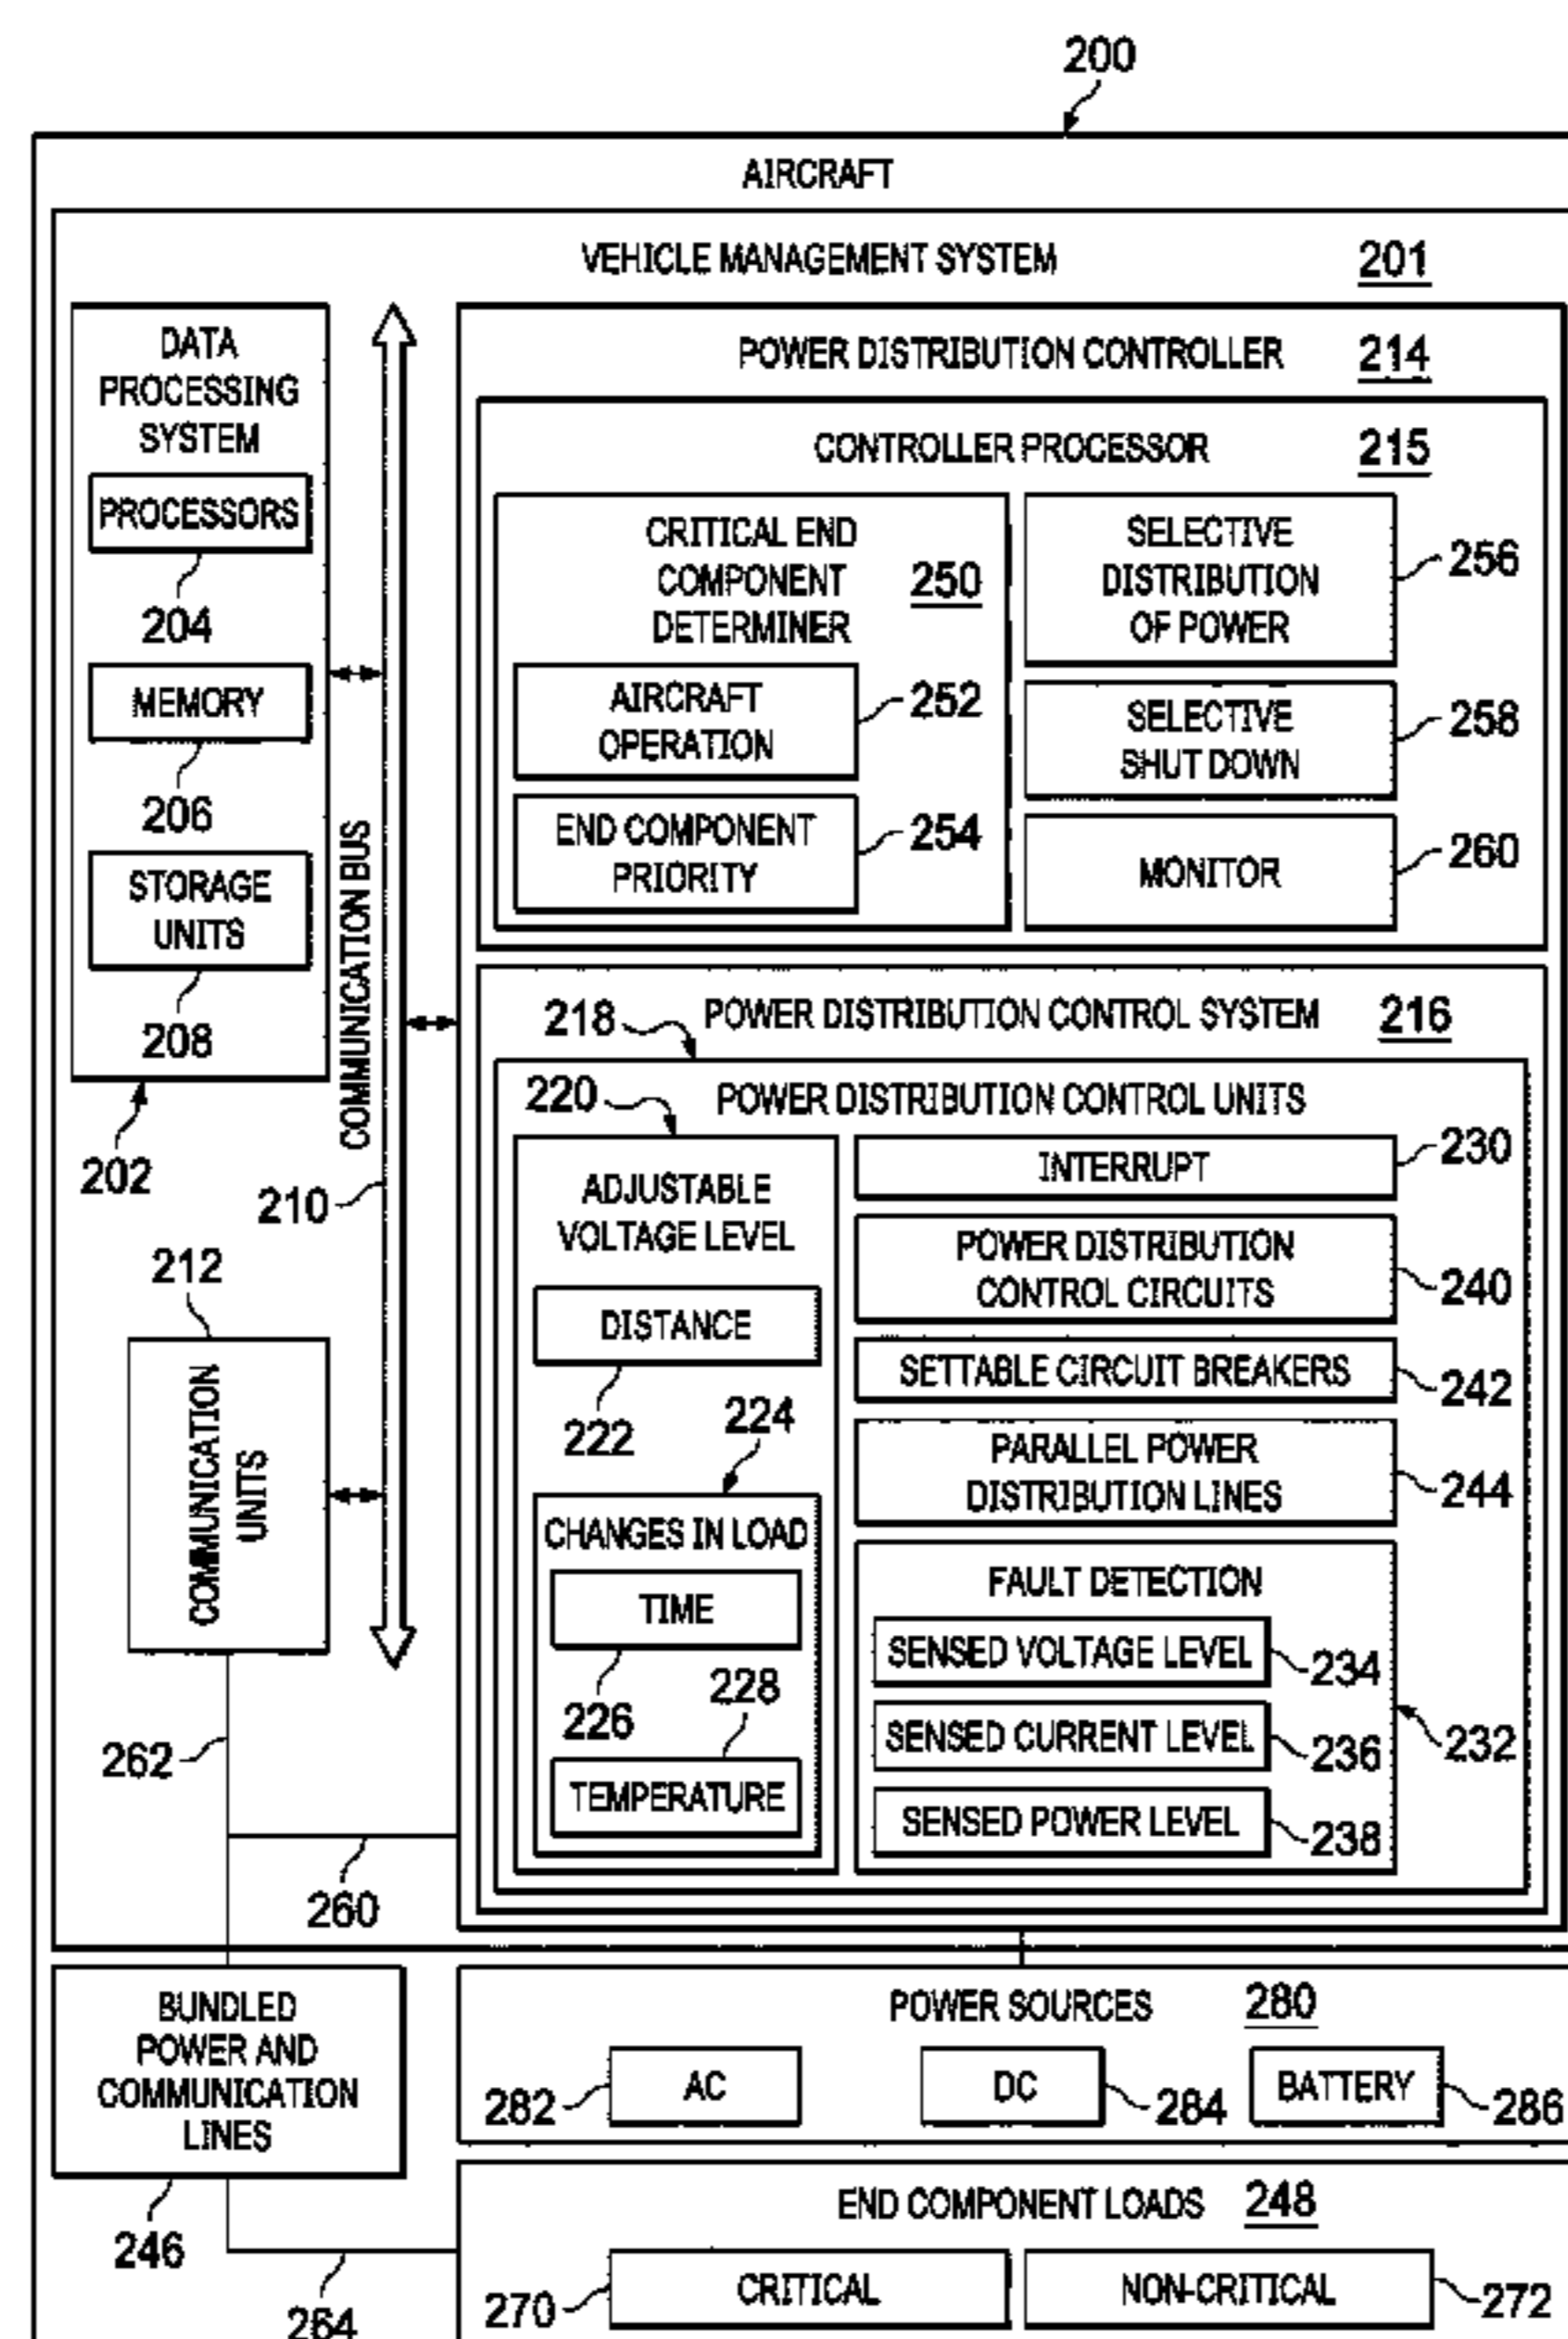 200
AIRCRAFT
VEHICLE MANAGEMENT SYSTEM 201
DATA
PROCESSING
SYSTEM
PROCESSORS
204
MEMORY
206
STORAGE
UNITS
208
202
COMMUNICATION BUS
210
212
COMMUNICATION
UNITS
262
260
POWER DISTRIBUTION CONTROLLER 214
CONTROLLER PROCESSOR 215
CRITICAL END
COMPONENT 250
DETERMINER
AIRCRAFT
OPERATION
252
END COMPONENT
PRIORITY
254
SELECTIVE
DISTRIBUTION
OF POWER
256
SELECTIVE
SHUT DOWN
258
MONITOR
260
218 POWER DISTRIBUTION CONTROL SYSTEM 216
220 POWER DISTRIBUTION CONTROL UNITS
ADJUSTABLE
VOLTAGE LEVEL
DISTANCE
222
224
CHANGES IN LOAD
TIME
226
228
TEMPERATURE
INTERRUPT
230
POWER DISTRIBUTION
CONTROL CIRCUITS
240
SETTABLE CIRCUIT BREAKERS
242
PARALLEL POWER
DISTRIBUTION LINES
244
FAULT DETECTION
SENSED VOLTAGE LEVEL
234
SENSED CURRENT LEVEL
236
232
SENSED POWER LEVEL
238
BUNDLED
POWER AND
COMMUNICATION
LINES
246
264
POWER SOURCES 280
282 AC
DC 284
BATTERY 286
END COMPONENT LOADS 248
270 CRITICAL
NON-CRITICAL 272